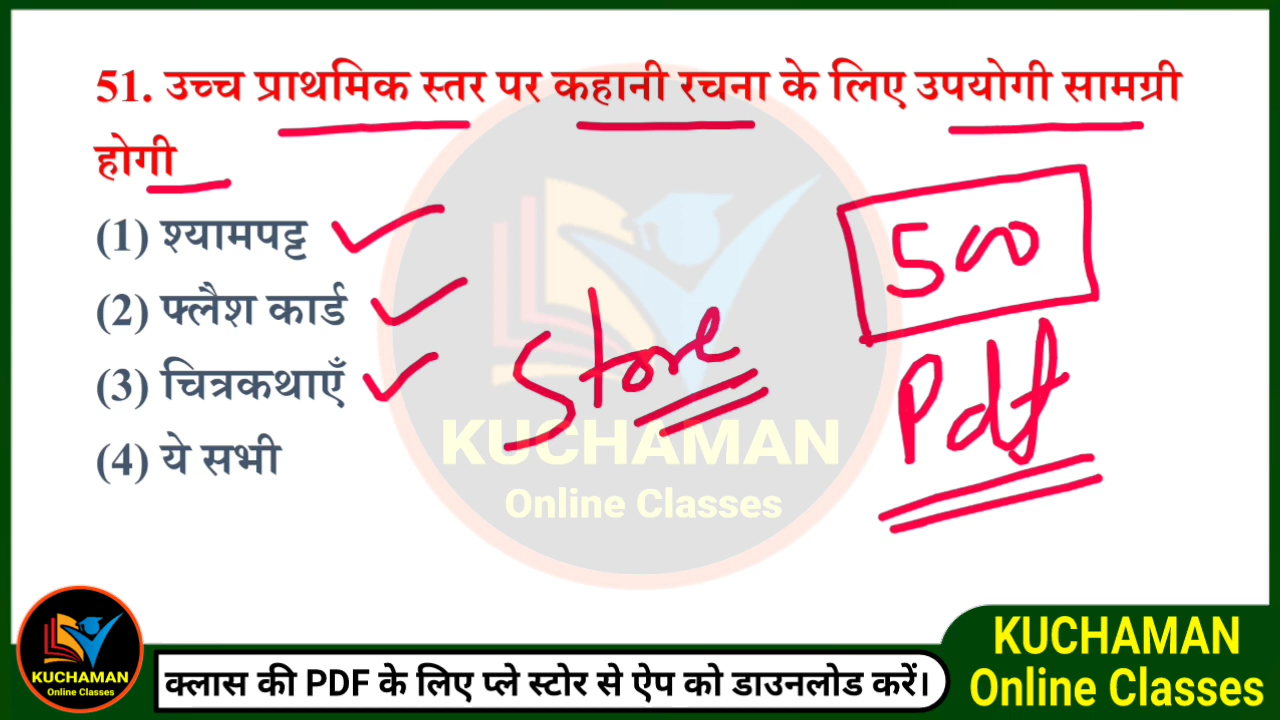 51. उच्च प्राथमिक स्तर पर कहानी रचना के लिए उपयोगी सामग्री
होगी
(1) श्यामपट्ट
(2) फ्लैश कार्ड
(3) चित्रकथाएँ
(4) ये सभी
500
Store
Pdf
KUCHAMAN
Online Classes
KUCHAMAN
Online Classes
क्लास की PDF के लिए प्ले स्टोर से ऐप को डाउनलोड करें।
KUCHAMAN
Online Classes